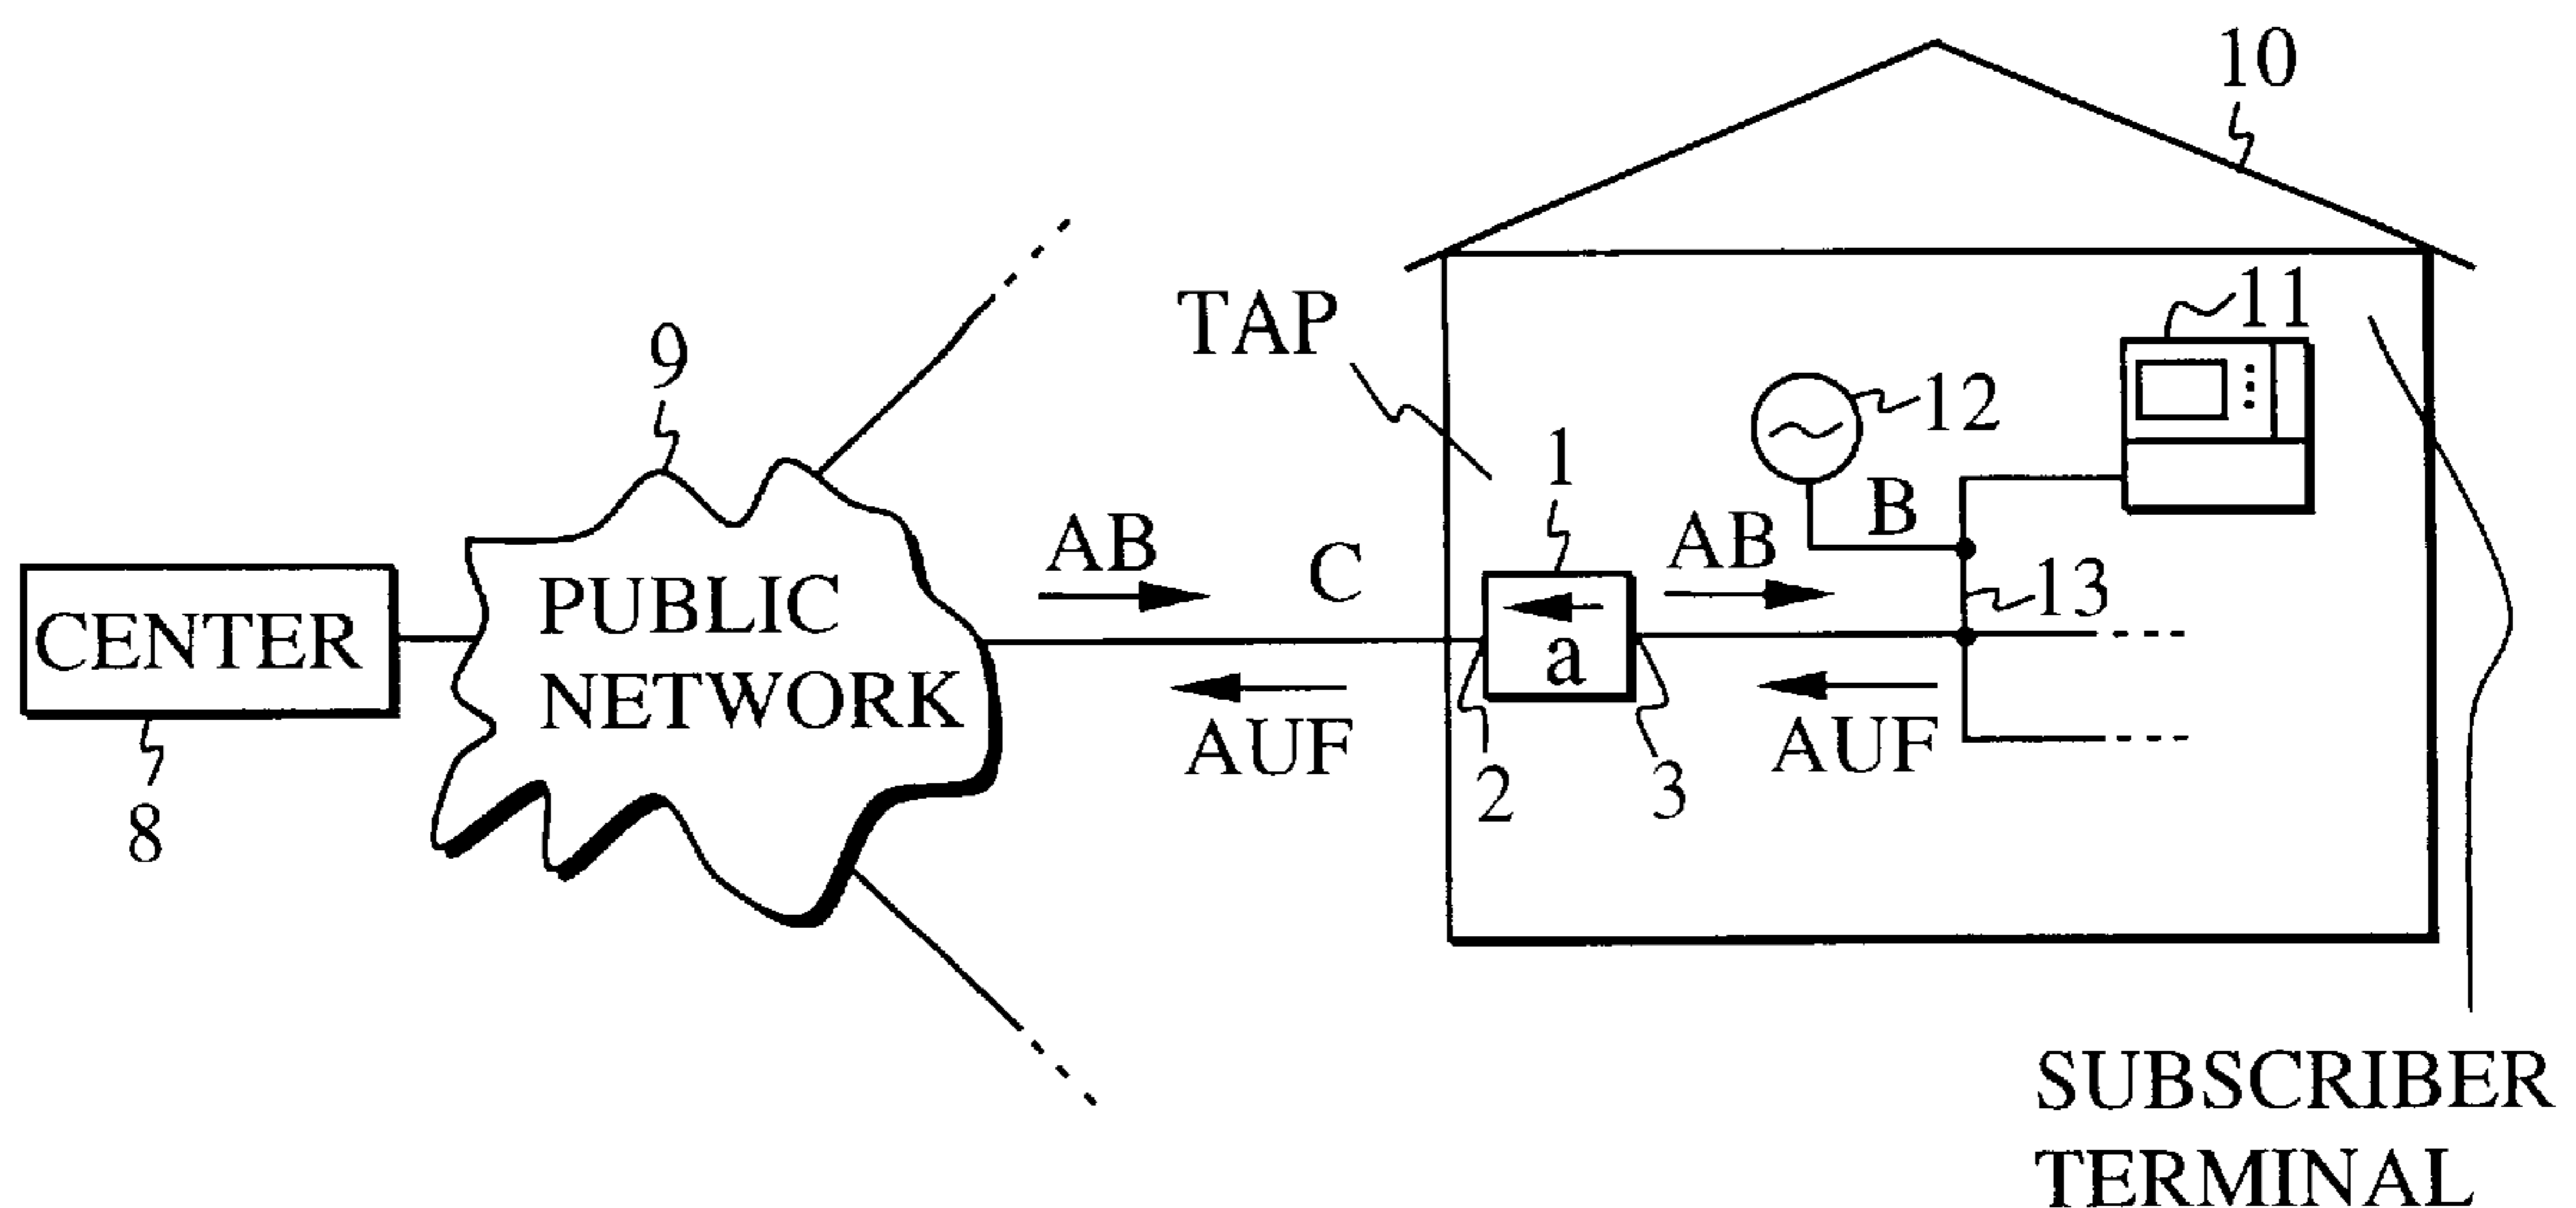 10
TAP
11
9
12
1
B
AB
C
AB
13
CENTER
PUBLIC
NETWORK
a
AUF
AUF
2
3
8
SUBSCRIBER
TERMINAL